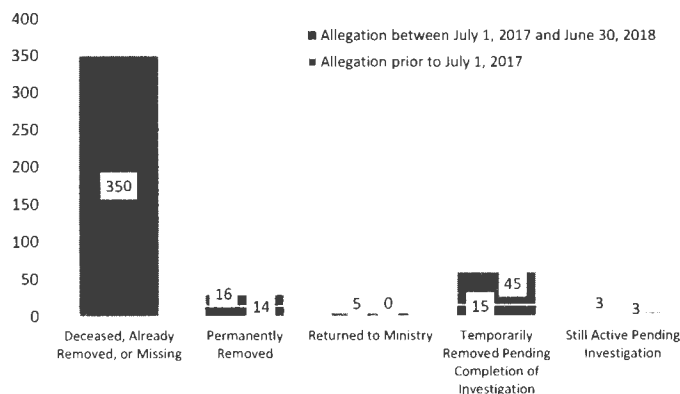 400
350
300
250
200
150
100
50
0
Allegation between July 1, 2017 and June 30, 2018
Allegation prior to July 1, 2017
350
16
14
5 0
45
15
3
3
Deceased, Already
Removed, or Missing
Permanently
Removed
Returned to Ministry
Temporarily
Removed Pending
Completion of
Investigation
Still Active Pending
Investigation